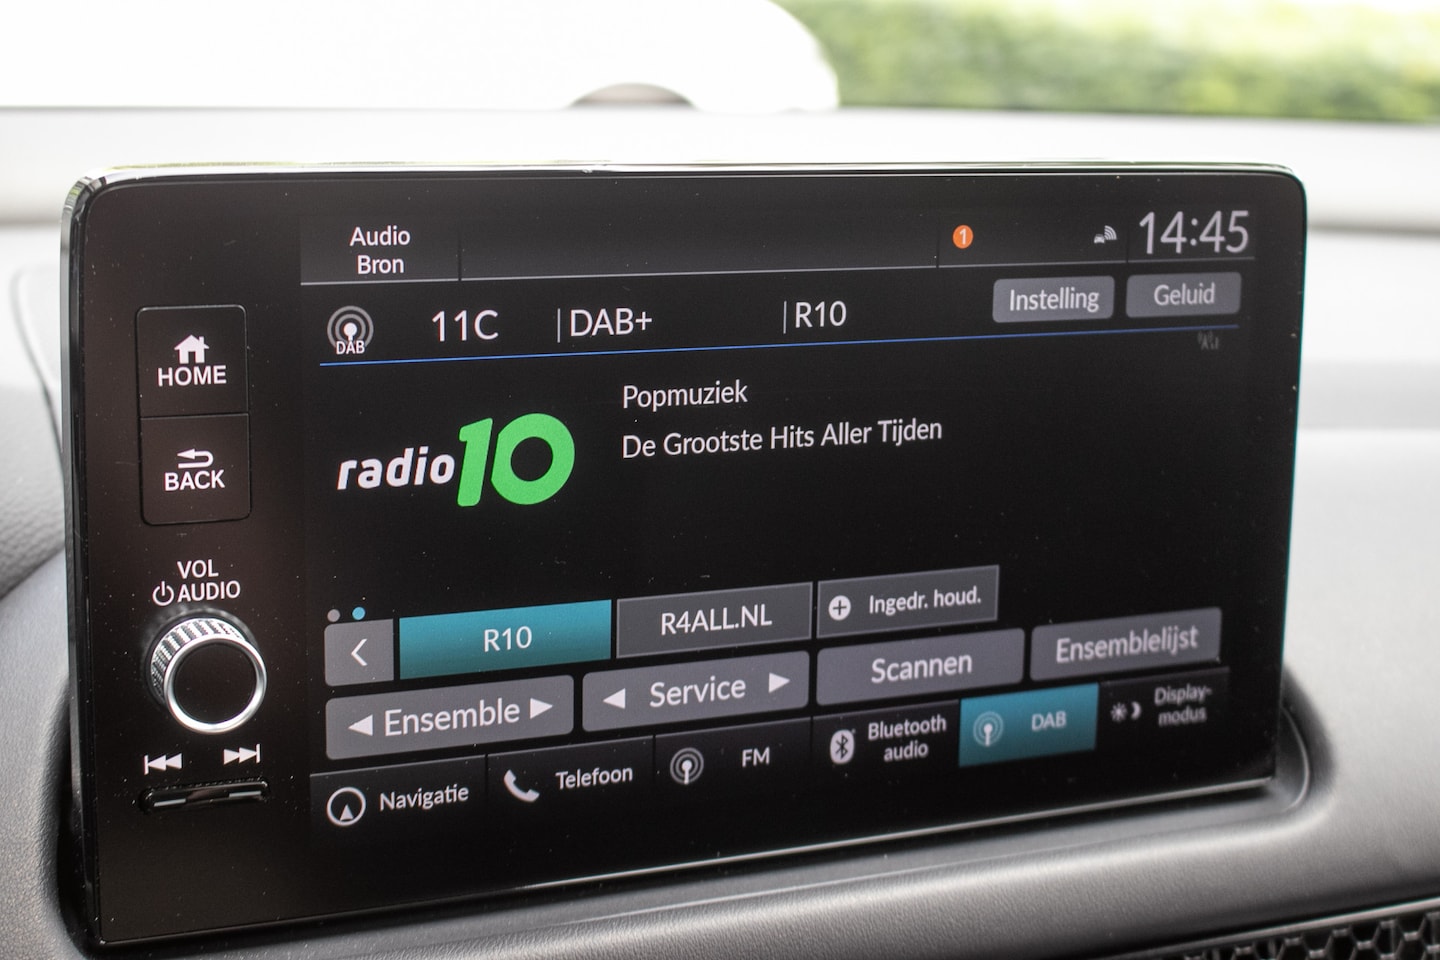 Audio
Bron
1
14:45
DAB
11C
DAB+
R10
Instelling
Geluid
HOME
BACK
VOL
AUDIO
radio 10
Popmuziek
De Grootste Hits Aller Tijden
R10
R4ALL.NL
Ingedr. houd.
Ensemble
Service
Scannen
Ensemblelijst
Navigatie
Telefoon
FM
Bluetooth
audio
DAB
Display-
modus